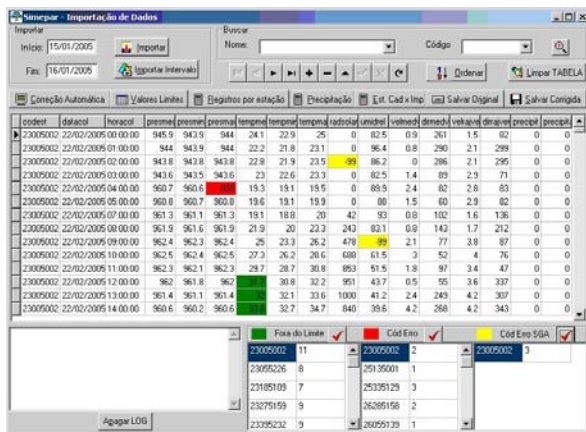 Simepar - Importação de Dados
Importar
Início: 15/01/2005 Importar
Fim: 16/01/2005 Importar Intervalo
Buscar
Nome: Código
Ordenar Limpar TABELA
Correção Automática Valores Limites Registros por estação Precipitação Est. Cad x Imp Salvar Original Salvar Corrigida
codest datacol horacol presmed presmin presmax tempmed tempmin tempma radsolar umidrel velmedv dirmedv velrajve dirajven precipit precipita
23005002 22/02/2005 00:00:00 945.9 943.9 944 24.1 22.9 25 0 82.5 0.9 261 1.5 82 0 0
23005002 22/02/2005 01:00:00 944 943.9 944 22.2 21.8 23.1 0 96.4 0.8 290 2.1 299 0 0
23005002 22/02/2005 02:00:00 943.8 943.8 943.8 22.8 21.9 23.5 -99 86.2 0 286 2.1 295 0 0
23005002 22/02/2005 03:00:00 943.6 943.5 943.6 23 22.6 23.3 0 82.5 1.4 89 2.9 71 0 0
23005002 22/02/2005 04:00:00 960.7 960.6 19.3 19.1 19.5 0 89.9 2.4 82 2.8 83 0 0
23005002 22/02/2005 05:00:00 960.8 960.7 960.8 19.6 19.1 19.9 0 88 1.5 60 2.9 82 0 0
23005002 22/02/2005 07:00:00 961.3 961.1 961.3 19.1 18.8 20 42 93 0.8 102 1.6 136 0 0
23005002 22/02/2005 08:00:00 961.9 961.6 961.9 21.9 20 23.3 243 83.1 0.8 143 1.7 212 0 0
23005002 22/02/2005 09:00:00 962.4 962.3 962.4 25 23.3 26.2 478 -99 2.1 77 3.8 87 0 0
23005002 22/02/2005 10:00:00 962.5 962.4 962.5 27.3 26.2 28.6 688 61.5 3 52 4 76 0 0
23005002 22/02/2005 11:00:00 962.3 962.1 962.3 29.7 28.7 30.8 853 51.5 1.8 97 3.4 47 0 0
23005002 22/02/2005 12:00:00 962 961.8 962 30.8 32.2 951 43.7 0.5 55 3.6 337 0 0
23005002 22/02/2005 13:00:00 961.4 961.1 961.4 32 32.1 33.6 1000 41.2 2.4 249 4.2 307 0 0
23005002 22/02/2005 14:00:00 960.6 960.2 960.6 32.7 34.7 840 39.6 4.2 268 4.2 343 0 0
Fora do Limite Cód Erro Cód Erro SGA
23005002 11 23005002 2 23005002 3
23055226 8 25135001 1
23185109 7 25335129 3
23275159 9 26285158 2
23395232 9 26055139 1
Apagar LOG